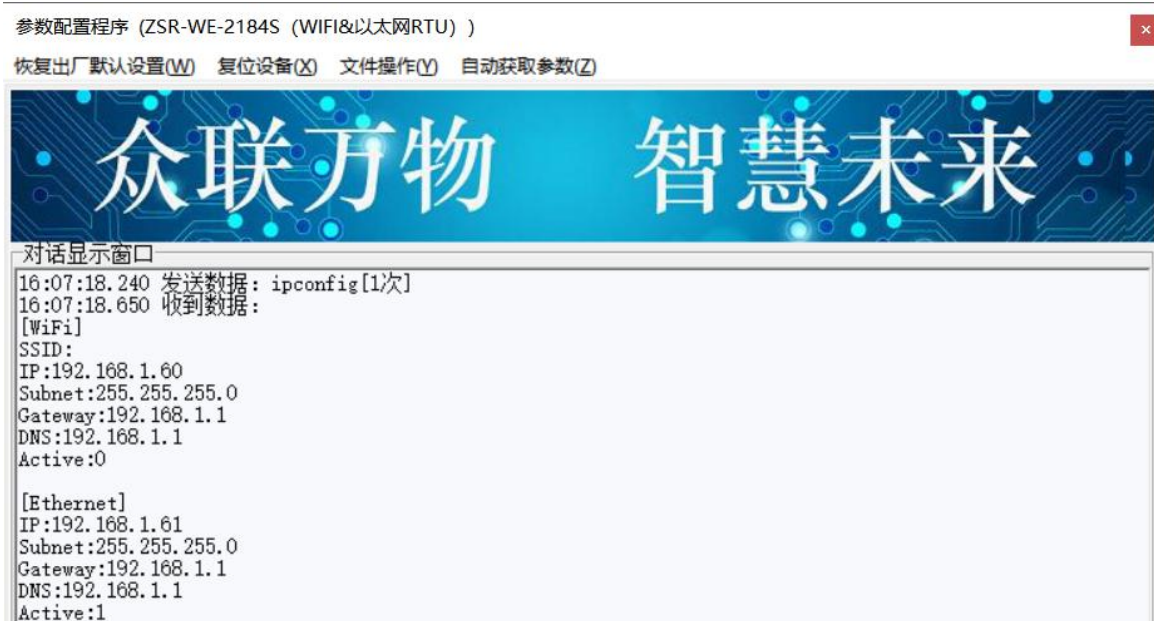 参数配置程序 (ZSR-WE-2184S（WIFI&以太网RTU）)
恢复出厂默认设置(W) 复位设备(X) 文件操作(Y) 自动获取参数(Z)
众联万物 智慧未来
对话显示窗口
16:07:18.240 发送数据: ipconfig[1次]
16:07:18.650 收到数据:
[WiFi]
SSID:
IP:192.168.1.60
Subnet:255.255.255.0
Gateway:192.168.1.1
DNS:192.168.1.1
Active:0
[Ethernet]
IP:192.168.1.61
Subnet:255.255.255.0
Gateway:192.168.1.1
DNS:192.168.1.1
Active:1